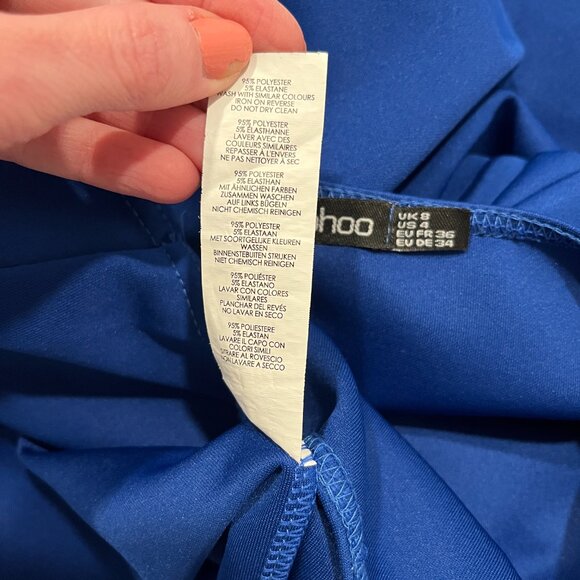 95% POLYESTER
5% ELASTANE
WASH WITH SIMILAR COLOURS
IRON ON REVERSE
DO NOT DRY CLEAN
95% POLYESTER
5% ÉLASTHANNE
LAVER AVEC DES
COULEURS SIMILAIRES
REPASSER À L'ENVERS
NE PAS NETTOYER À SEC
95% POLYESTER
5% ELASTHAN
MIT ÄHNLICHEN FARBEN
ZUSAMMEN WASCHEN
AUF LINKS BÜGELN
NICHT CHEMISCH REINIGEN
95% POLYESTER
5% ELASTAAN
MET SOORTGELIJKE KLEUREN
WASSEN
BINNENSTEBUITEN STRIJKEN
NIET CHEMISCH REINIGEN
95% POLIÉSTER
5% ELASTANO
LAVAR CON COLORES
SIMILARES
PLANCHAR DEL REVÉS
NO LAVAR EN SECO
95% POLIESTERE
5% ELASTAN
LAVARE IL CAPO CON
COLORI SIMILI
STIRARE AL ROVESCIO
NON LAVARE A SECCO
hoo
UK 8
US 4
EU FR 36
EU DE 34